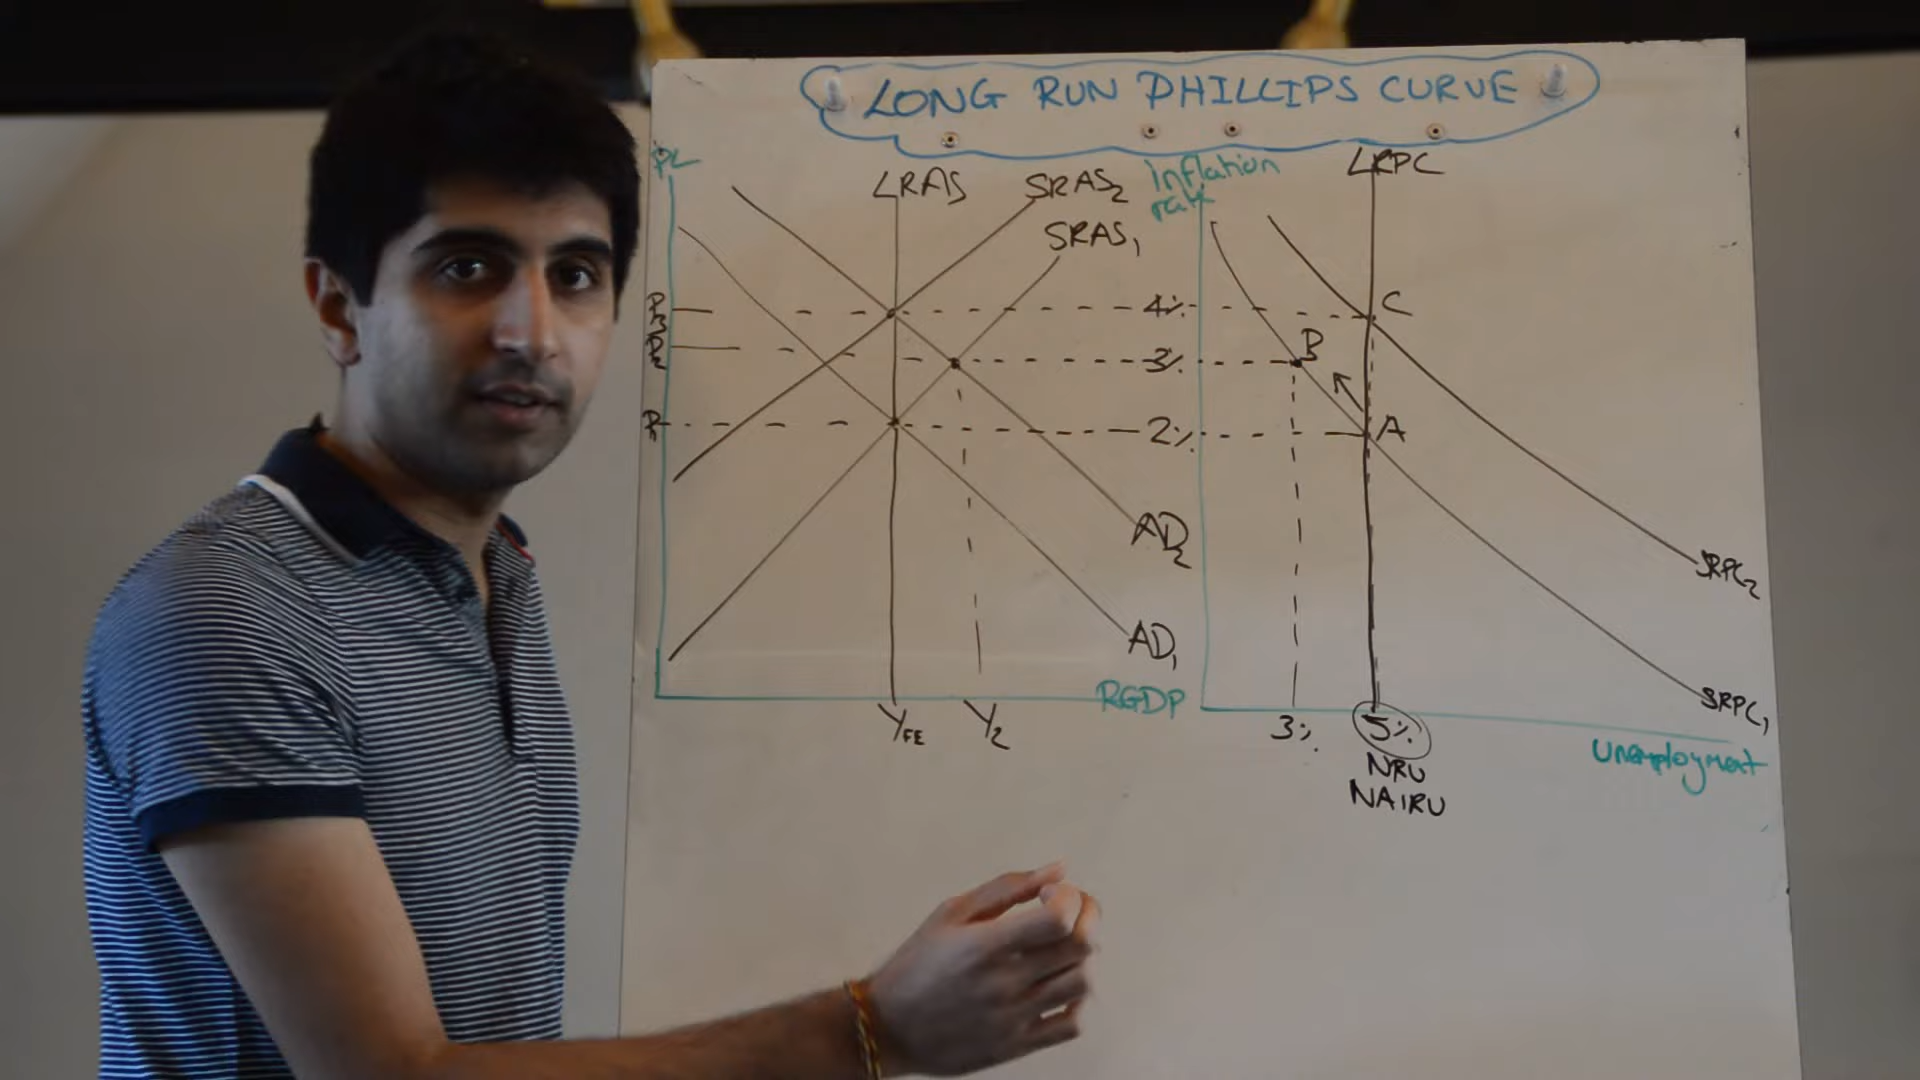 LONG RUN PHILLIPS CURVE
PL
LRAS
SRAS2
SRAS1
P3
P2
P1
AD2
AD1
RGDP
YFE
Y2
Inflation
rate
LRPC
4%
3%
2%
C
B
A
SRPC2
SRPC1
3%
5%
Unemployment
NRU
NAIRU